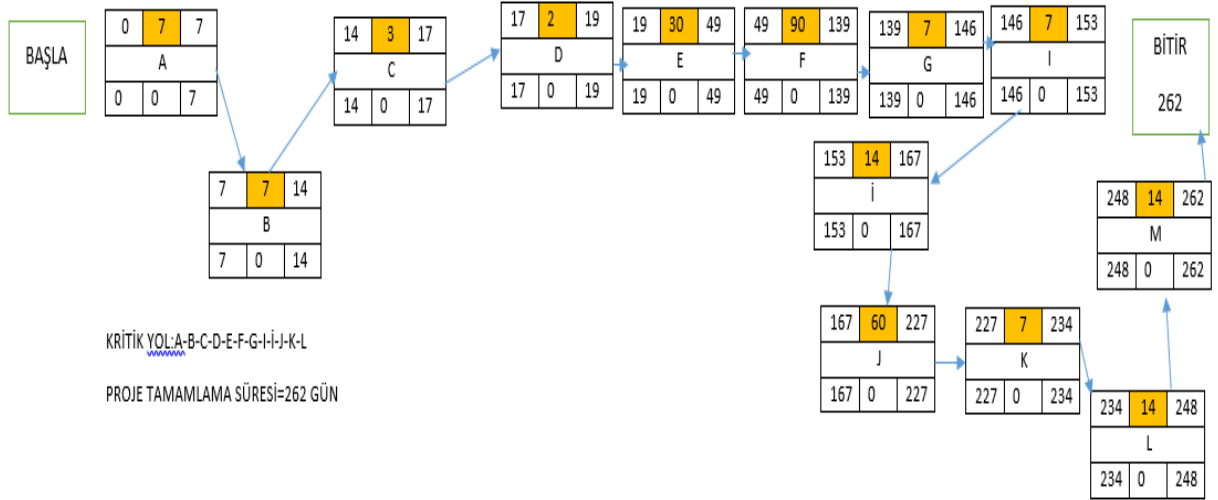 BAŞLA
0 7 7
A
0 0 7
14 3 17
C
14 0 17
17 2 19
D
17 0 19
19 30 49
E
19 0 49
49 90 139
F
49 0 139
139 7 146
G
139 0 146
146 7 153
I
146 0 153
BİTİR
262
7 7 14
B
7 0 14
153 14 167
İ
153 0 167
248 14 262
M
248 0 262
167 60 227
J
167 0 227
227 7 234
K
227 0 234
234 14 248
L
234 0 248
KRİTİK YOL:A-B-C-D-E-F-G-I-İ-J-K-L
PROJE TAMAMLAMA SÜRESİ=262 GÜN